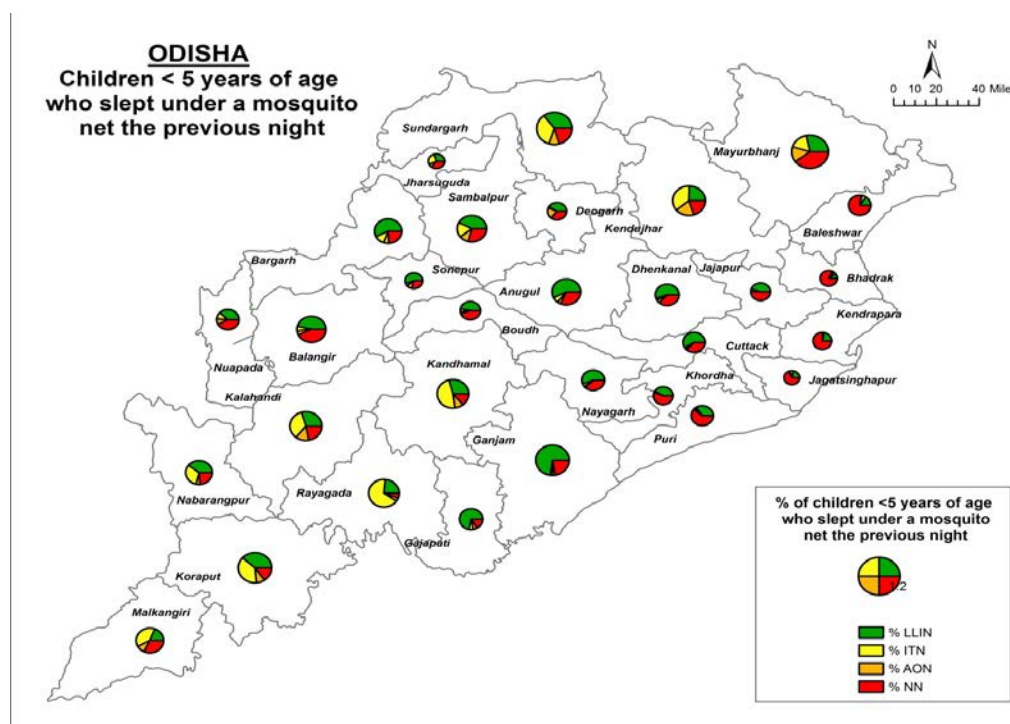 ODISHA
Children < 5 years of age
who slept under a mosquito
net the previous night
N
0 10 20 40 Mile
Sundargarh
Mayurbhanj
Jharsuguda
Sambalpur
Deogarh
Kendujhar
Baleshwar
Bargarh
Sonepur
Anugul
Dhenkanal
Jajapur
Bhadrak
Kendrapara
Boudh
Cuttack
Balangir
Nuapada
Kandhamal
Khordha
Jagatsinghapur
Kalahandi
Nayagarh
Ganjam
Puri
Nabarangpur
Rayagada
Gajapati
Koraput
Malkangiri
% of children <5 years of age
who slept under a mosquito
net the previous night
% LLIN
% ITN
% AON
% NN